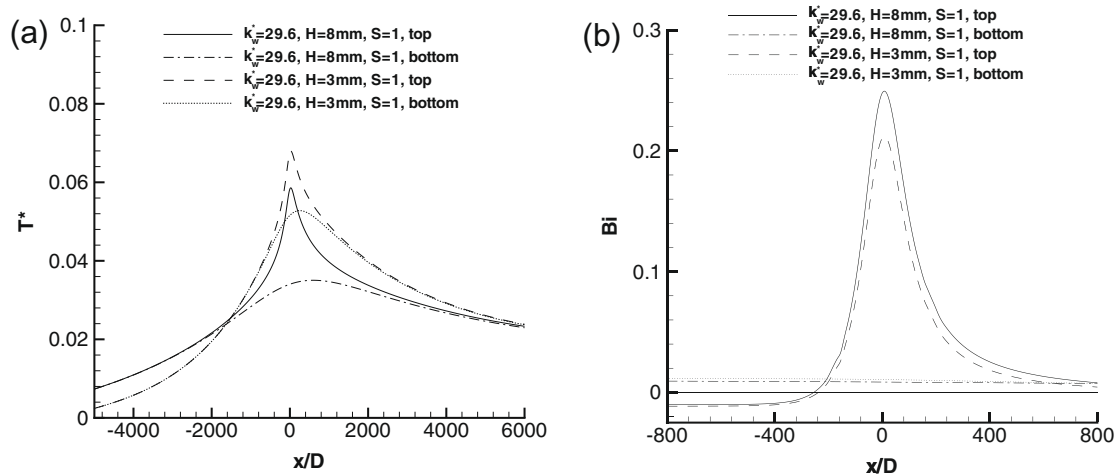 (a)
k*w=29.6, H=8mm, S=1, top
k*w=29.6, H=8mm, S=1, bottom
k*w=29.6, H=3mm, S=1, top
k*w=29.6, H=3mm, S=1, bottom
0.1
0.08
0.06
0.04
0.02
0
T*
-4000
-2000
0
2000
4000
6000
x/D
(b)
k*w=29.6, H=8mm, S=1, top
k*w=29.6, H=8mm, S=1, bottom
k*w=29.6, H=3mm, S=1, top
k*w=29.6, H=3mm, S=1, bottom
0.3
0.2
0.1
0
Bi
-800
-400
0
400
800
x/D